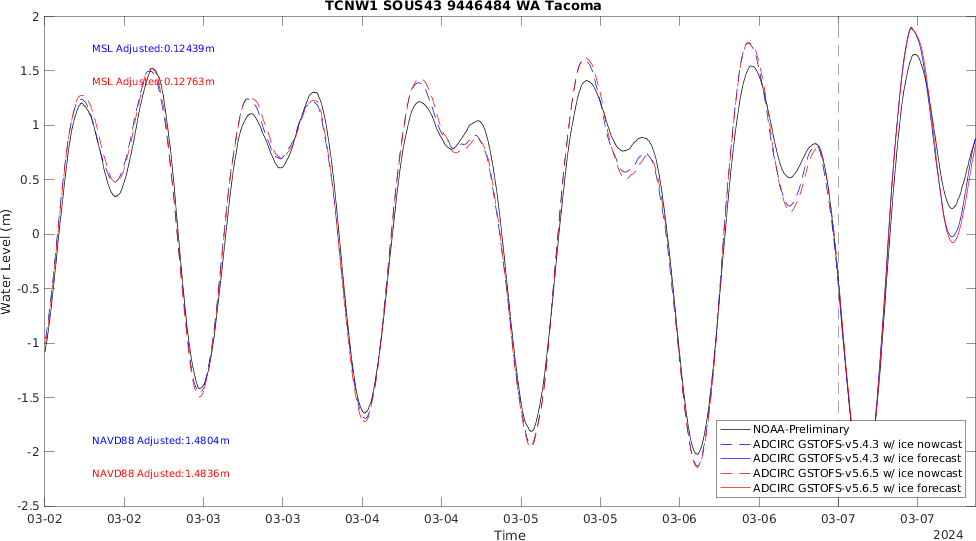 TCNW1 SOUS43 9446484 WA Tacoma
MSL Adjusted:0.12439m
MSL Adjusted:0.12763m
NAVD88 Adjusted:1.4804m
NAVD88 Adjusted:1.4836m
Water Level (m)
2
1.5
1
0.5
0
-0.5
-1
-1.5
-2
-2.5
NOAA-Preliminary
ADCIRC GSTOFS-v5.4.3 w/ ice nowcast
ADCIRC GSTOFS-v5.4.3 w/ ice forecast
ADCIRC GSTOFS-v5.6.5 w/ ice nowcast
ADCIRC GSTOFS-v5.6.5 w/ ice forecast
03-02 03-02 03-03 03-03 03-04 03-04 03-05 03-05 03-06 03-06 03-07 03-07
Time
2024